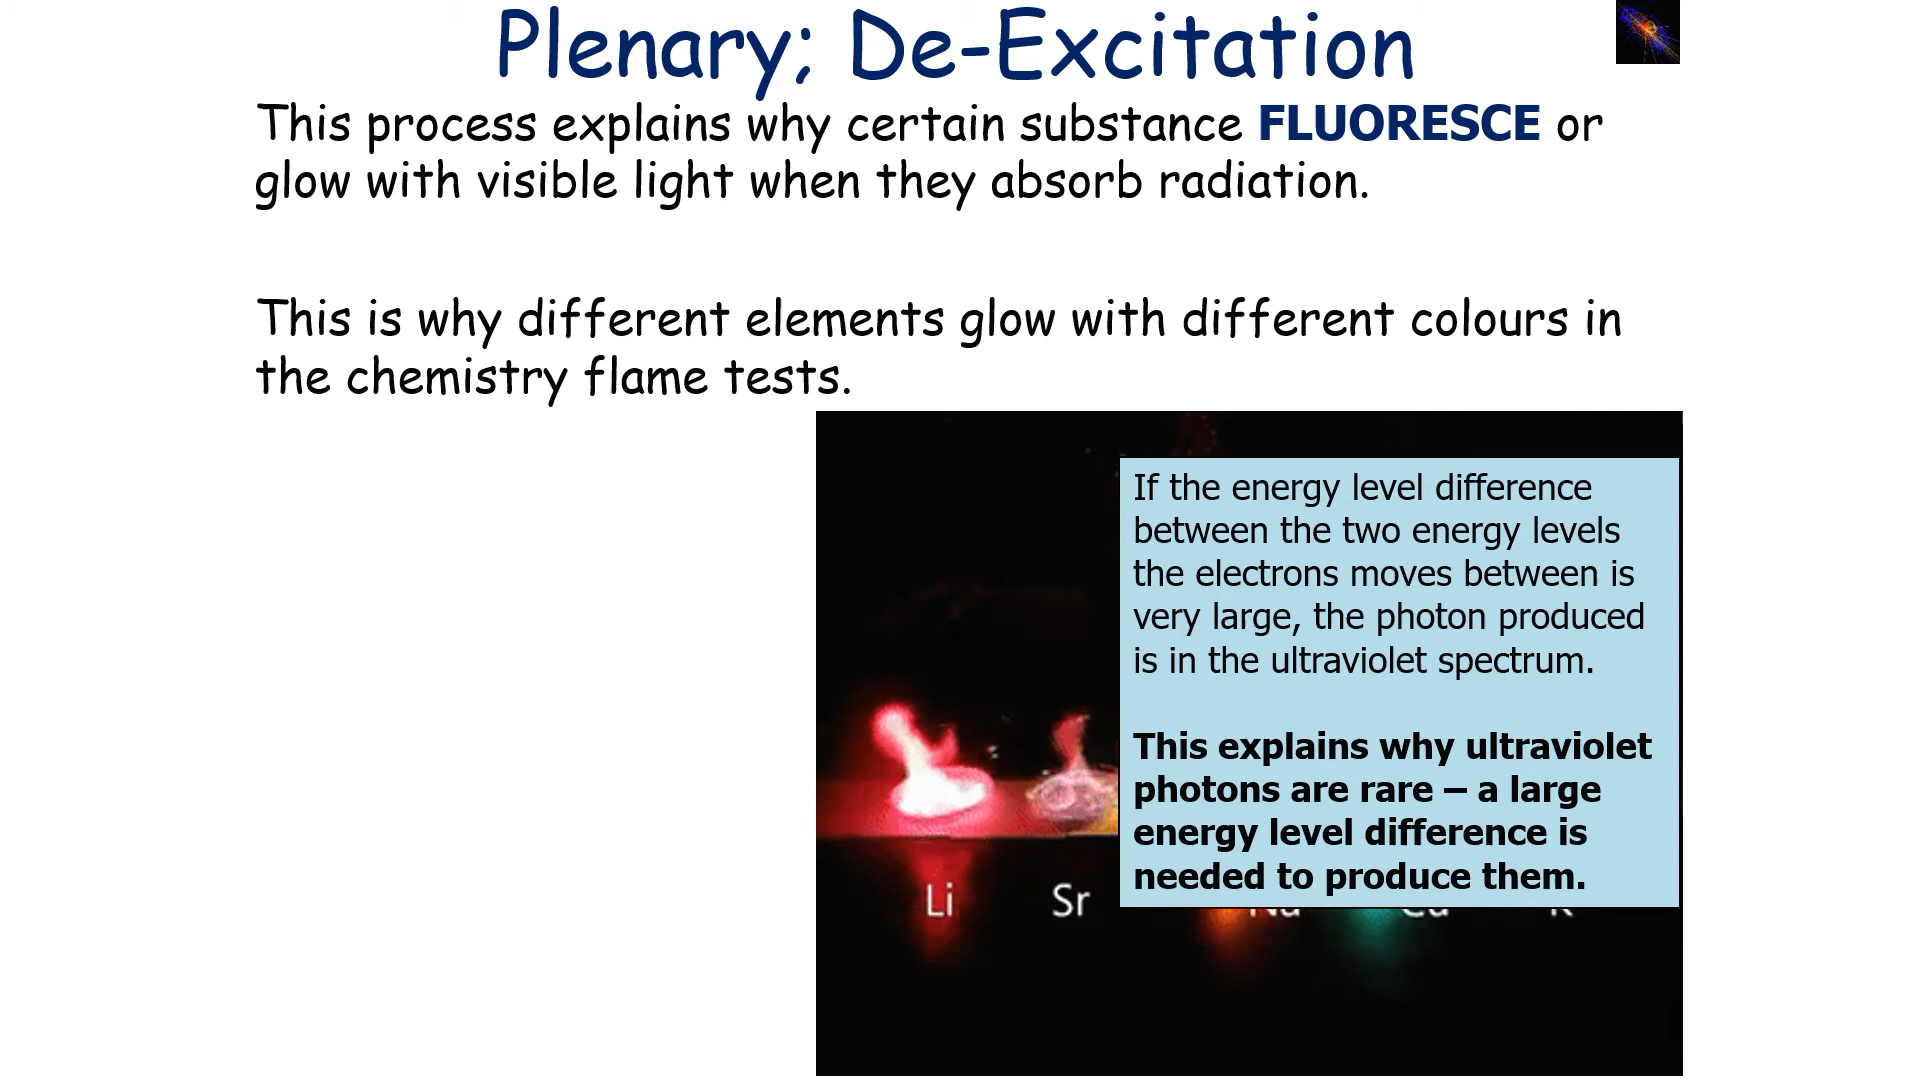 Plenary; De-Excitation
This process explains why certain substance FLUORESCE or
glow with visible light when they absorb radiation.
This is why different elements glow with different colours in
the chemistry flame tests.
If the energy level difference
between the two energy levels
the electrons moves between is
very large, the photon produced
is in the ultraviolet spectrum.
This explains why ultraviolet
photons are rare – a large
energy level difference is
needed to produce them.
Li Sr Na Cu K